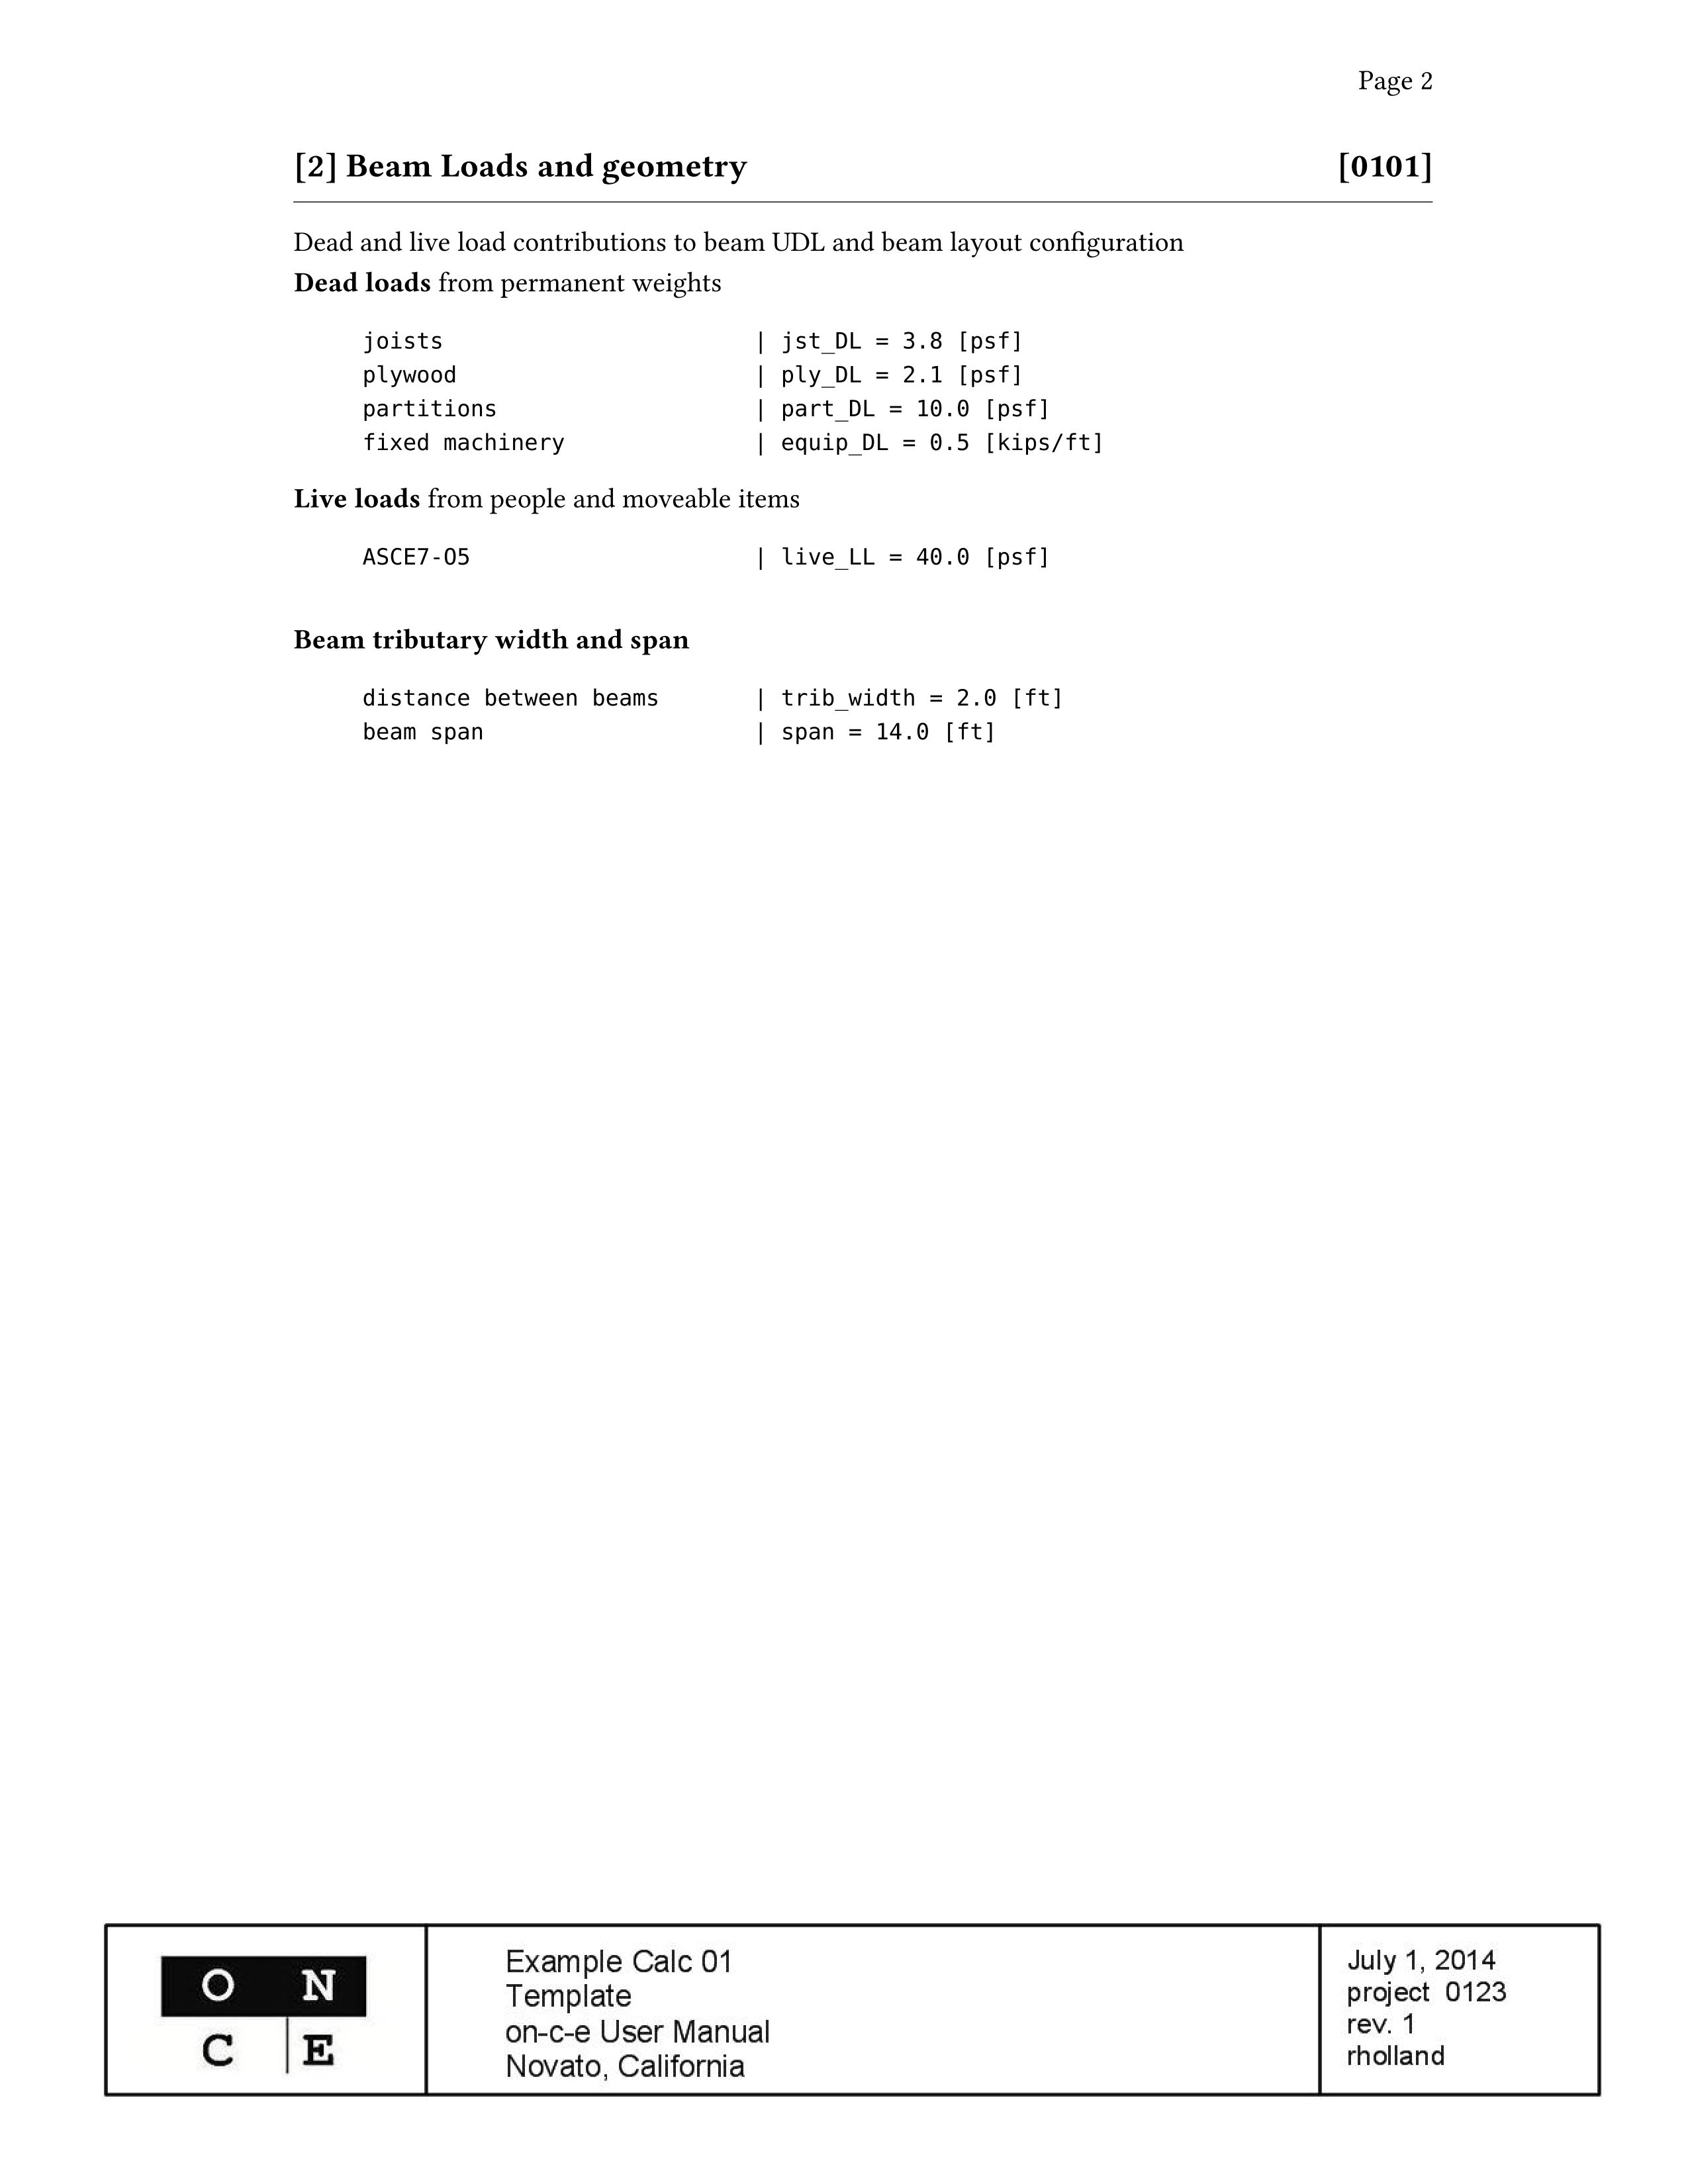 Page 2
[2] Beam Loads and geometry [0101]
Dead and live load contributions to beam UDL and beam layout configuration
Dead loads from permanent weights
joists | jst_DL = 3.8 [psf]
plywood | ply_DL = 2.1 [psf]
partitions | part_DL = 10.0 [psf]
fixed machinery | equip_DL = 0.5 [kips/ft]
Live loads from people and moveable items
ASCE7-O5 | live_LL = 40.0 [psf]
Beam tributary width and span
distance between beams | trib_width = 2.0 [ft]
beam span | span = 14.0 [ft]
O N
C E
Example Calc 01
Template
on-c-e User Manual
Novato, California
July 1, 2014
project 0123
rev. 1
rholland